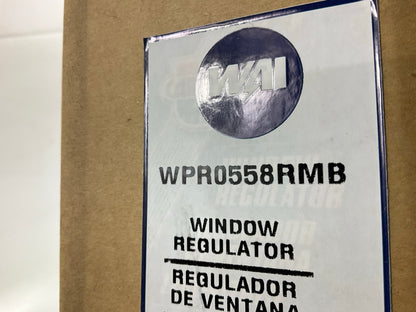 WAI
WPR0558RMB
WINDOW
REGULATOR
REGULADOR
DE VENTANA